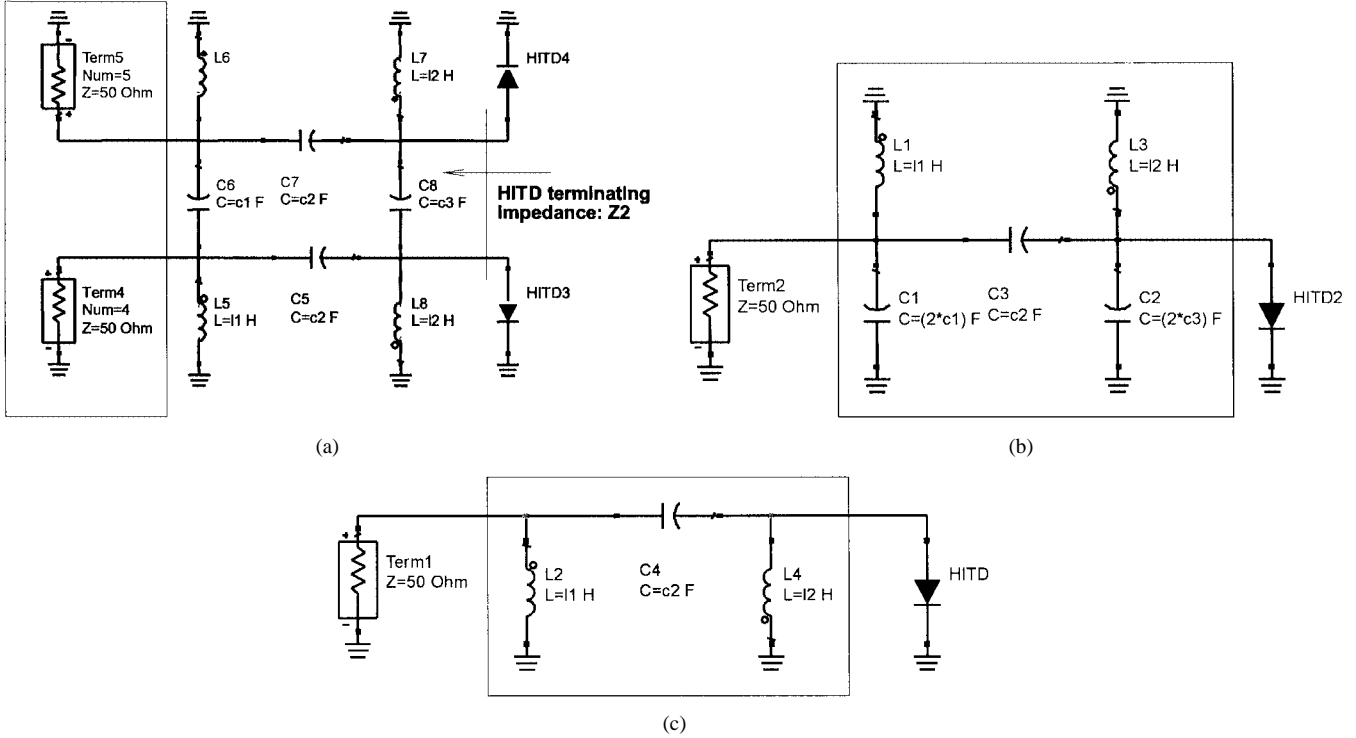 Term5
Num=5
Z=50 Ohm
L6
L7
L=l2 H
HITD4
C6
C=c1 F
C7
C=c2 F
C8
C=c3 F
HITD terminating
impedance: Z2
Term4
Num=4
Z=50 Ohm
L5
L=l1 H
C5
C=c2 F
L8
L=l2 H
HITD3
(a)
L1
L=l1 H
L3
L=l2 H
Term2
Z=50 Ohm
C1
C=(2*c1) F
C3
C=c2 F
C2
C=(2*c3) F
HITD2
(b)
Term1
Z=50 Ohm
L2
L=l1 H
C4
C=c2 F
L4
L=l2 H
HITD
(c)